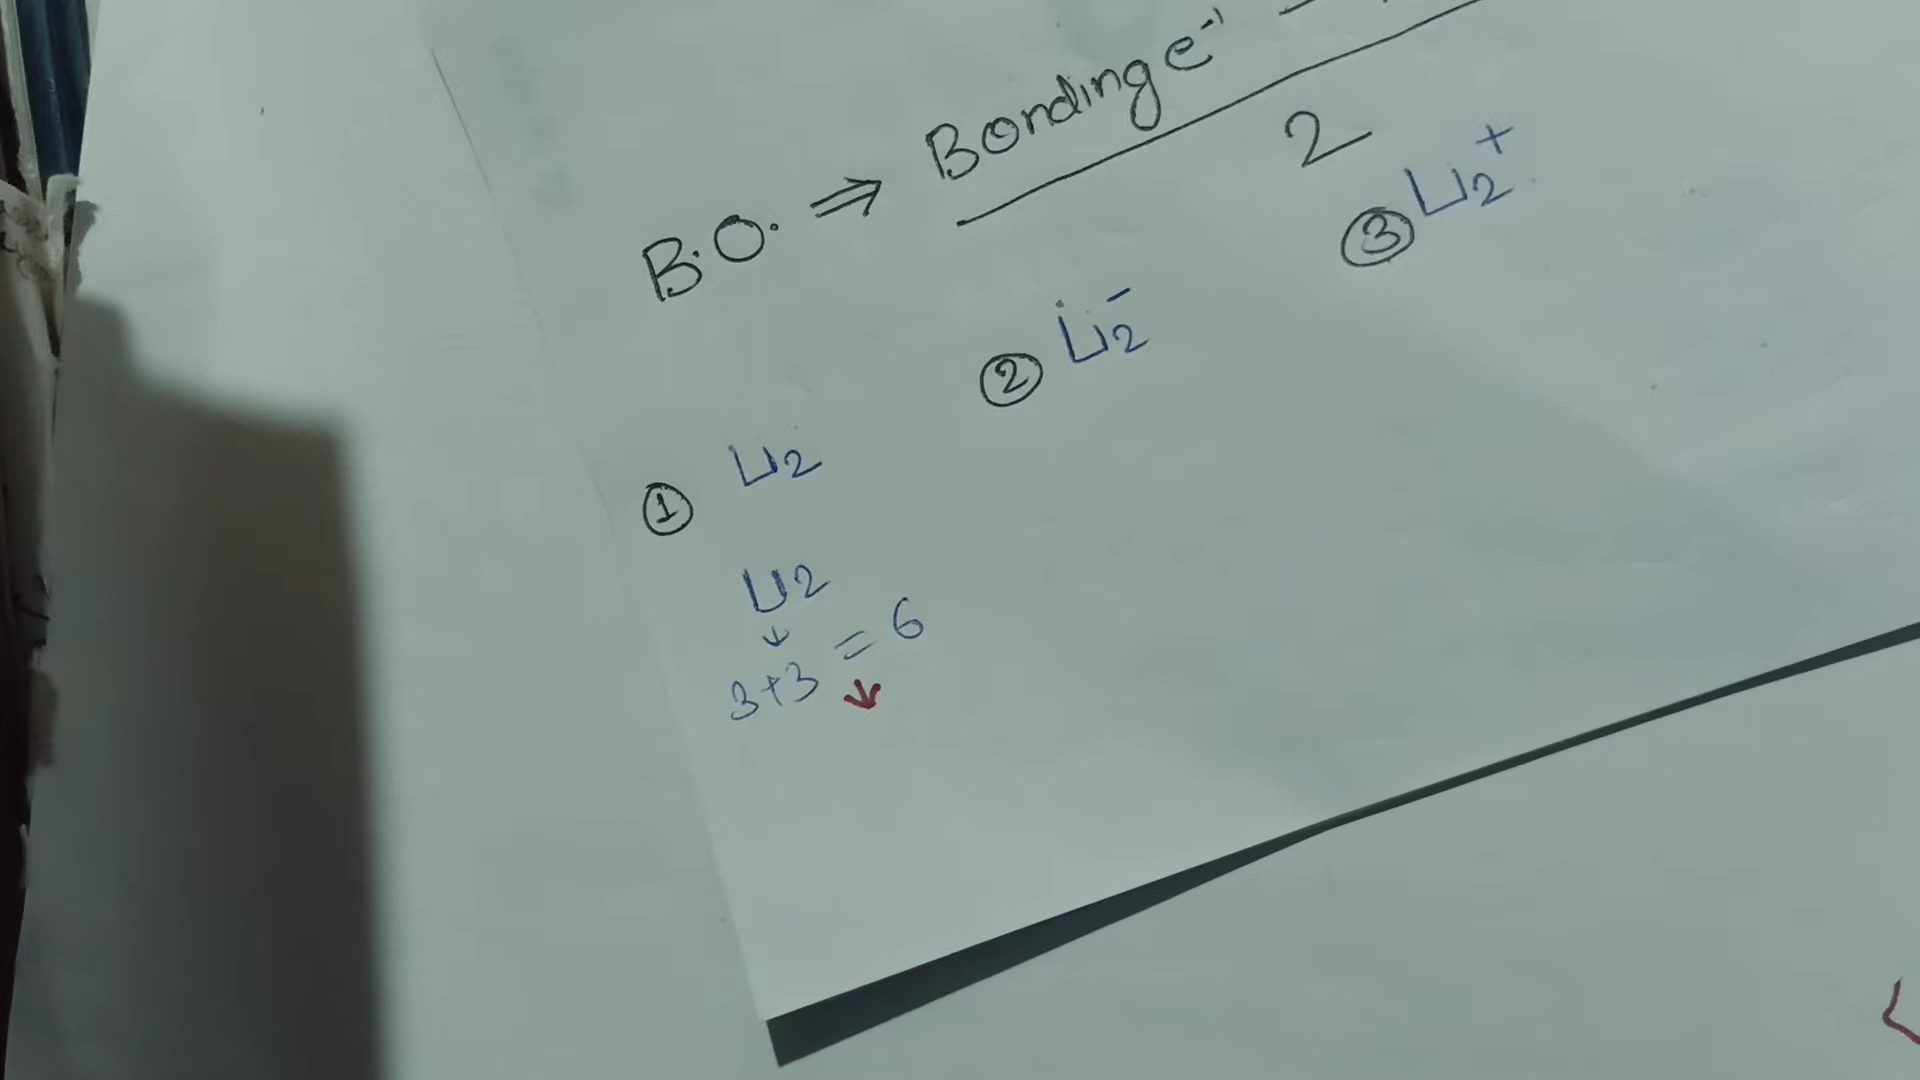 B.O. ⇒ Bonding e⁻ -
2
① Li₂ ② Li₂⁻ ③ Li₂⁺
Li₂
↓
3+3 = 6
↓